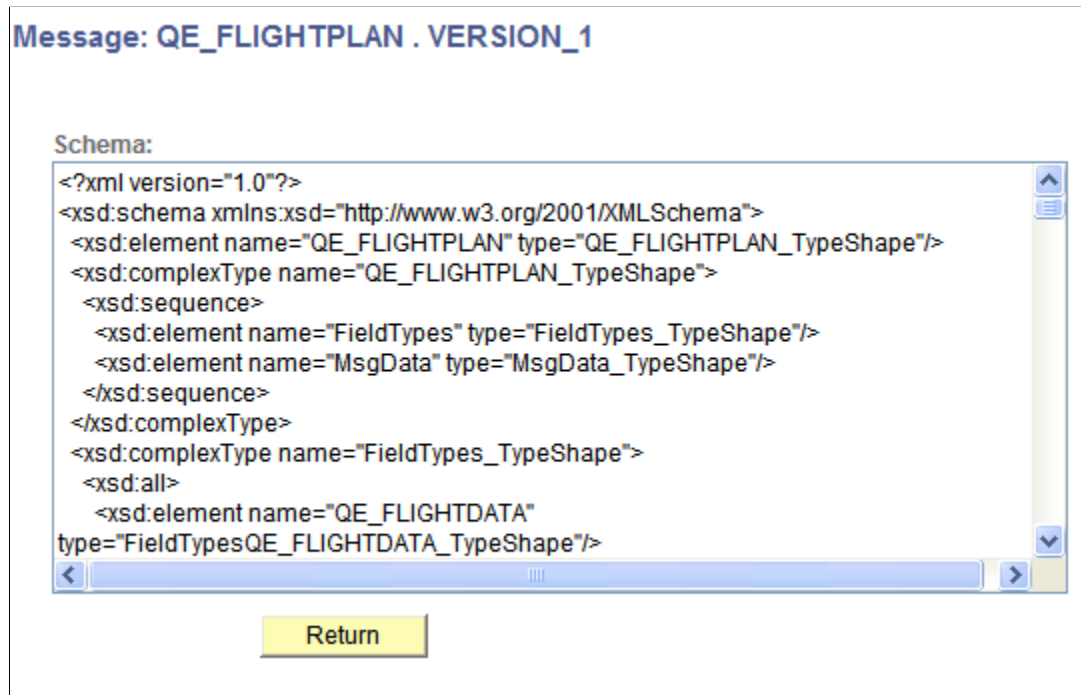 Message: QE_FLIGHTPLAN . VERSION_1
Schema:
<?xml version="1.0"?>
<xsd:schema xmlns:xsd="http://www.w3.org/2001/XMLSchema">
<xsd:element name="QE_FLIGHTPLAN" type="QE_FLIGHTPLAN_TypeShape"/>
<xsd:complexType name="QE_FLIGHTPLAN_TypeShape">
<xsd:sequence>
<xsd:element name="FieldTypes" type="FieldTypes_TypeShape"/>
<xsd:element name="MsgData" type="MsgData_TypeShape"/>
</xsd:sequence>
</xsd:complexType>
<xsd:complexType name="FieldTypes_TypeShape">
<xsd:all>
<xsd:element name="QE_FLIGHTDATA"
type="FieldTypesQE_FLIGHTDATA_TypeShape"/>
Return